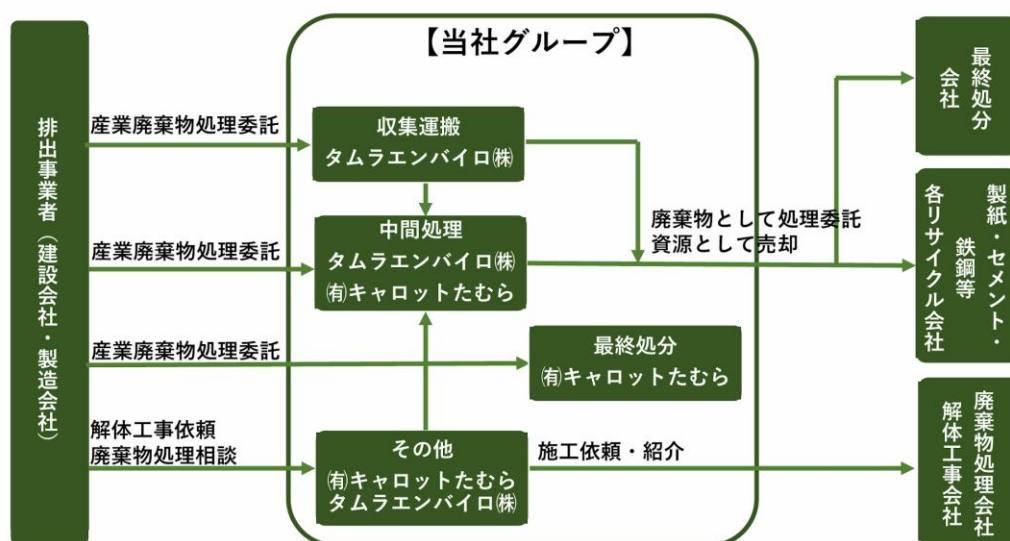 【当社グループ】
排出事業者（建設会社・製造会社）
産業廃棄物処理委託
収集運搬
タムラエンバイロ㈱
産業廃棄物処理委託
中間処理
タムラエンバイロ㈱
㈲キャロットたむら
廃棄物として処理委託
資源として売却
産業廃棄物処理委託
最終処分
㈲キャロットたむら
解体工事依頼
廃棄物処理相談
その他
㈲キャロットたむら
タムラエンバイロ㈱
施工依頼・紹介
最終処分
会社
製紙・セメント・
鉄鋼等
各リサイクル会社
廃棄物処理会社
解体工事会社